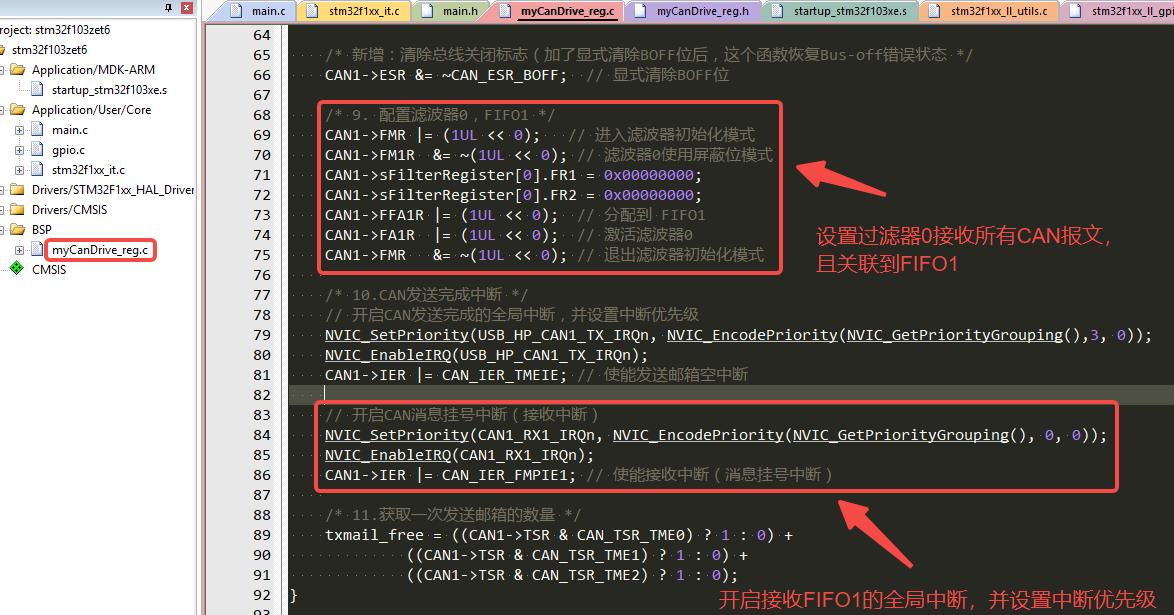 roject: stm32f103zet6
stm32f103zet6
Application/MDK-ARM
startup_stm32f103xe.s
Application/User/Core
main.c
gpio.c
stm32f1xx_it.c
Drivers/STM32F1xx_HAL_Driver
Drivers/CMSIS
BSP
myCanDrive_reg.c
CMSIS
main.c stm32f1xx_it.c main.h myCanDrive_reg.c myCanDrive_reg.h startup_stm32f103xe.s stm32f1xx_ll_utils.c stm32f1xx_ll_gpi
64
65 /* 新增：清除总线关闭标志（加了显式清除BOFF位后，这个函数恢复Bus-off错误状态 */
66 CAN1->ESR &= ~CAN_ESR_BOFF; // 显式清除BOFF位
67
68 /* 9. 配置滤波器0，FIFO1 */
69 CAN1->FMR |= (1UL << 0); // 进入滤波器初始化模式
70 CAN1->FM1R &= ~(1UL << 0); // 滤波器0使用屏蔽位模式
71 CAN1->sFilterRegister[0].FR1 = 0x00000000;
72 CAN1->sFilterRegister[0].FR2 = 0x00000000;
73 CAN1->FFA1R |= (1UL << 0); // 分配到 FIFO1
74 CAN1->FA1R |= (1UL << 0); // 激活滤波器0
75 CAN1->FMR &= ~(1UL << 0); // 退出滤波器初始化模式
76
设置过滤器0接收所有CAN报文，
且关联到FIFO1
77 /* 10.CAN发送完成中断 */
78 // 开启CAN发送完成的全局中断，并设置中断优先级
79 NVIC_SetPriority(USB_HP_CAN1_TX_IRQn, NVIC_EncodePriority(NVIC_GetPriorityGrouping(),3, 0));
80 NVIC_EnableIRQ(USB_HP_CAN1_TX_IRQn);
81 CAN1->IER |= CAN_IER_TMEIE; // 使能发送邮箱空中断
82
83 // 开启CAN消息挂号中断（接收中断）
84 NVIC_SetPriority(CAN1_RX1_IRQn, NVIC_EncodePriority(NVIC_GetPriorityGrouping(), 0, 0));
85 NVIC_EnableIRQ(CAN1_RX1_IRQn);
86 CAN1->IER |= CAN_IER_FMPIE1; // 使能接收中断（消息挂号中断）
87
88 /* 11.获取一次发送邮箱的数量 */
89 txmail_free = ((CAN1->TSR & CAN_TSR_TME0) ? 1 : 0) +
90 ((CAN1->TSR & CAN_TSR_TME1) ? 1 : 0) +
91 ((CAN1->TSR & CAN_TSR_TME2) ? 1 : 0);
92 }
93
开启接收FIFO1的全局中断，并设置中断优先级